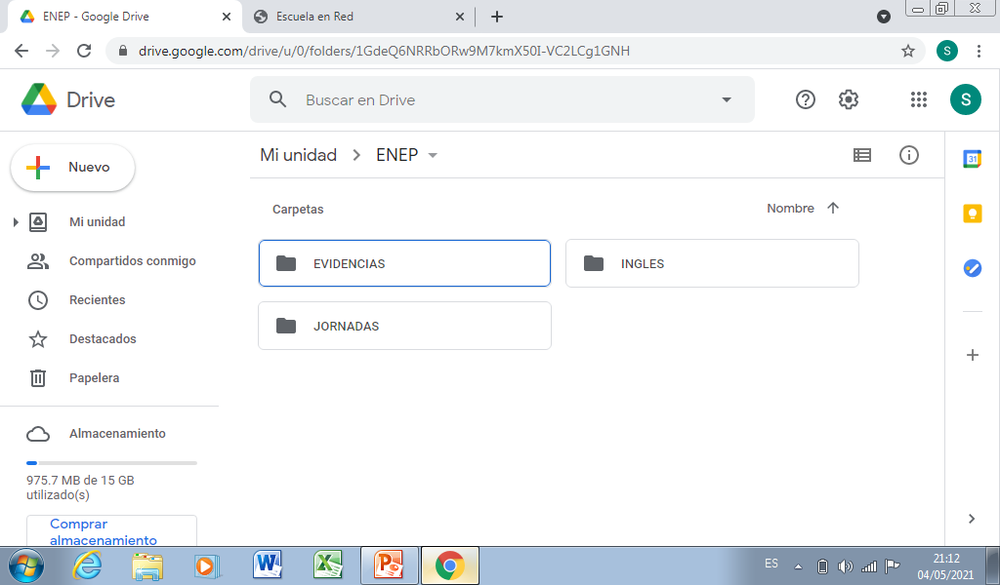 ENEP - Google Drive
Escuela en Red
drive.google.com/drive/u/0/folders/1GdeQ6NRRbORw9M7kmX50I-VC2LCg1GNH
S
Drive
Buscar en Drive
S
Nuevo
Mi unidad
ENEP
31
Mi unidad
Carpetas
Nombre
Compartidos conmigo
EVIDENCIAS
INGLES
Recientes
JORNADAS
Destacados
Papelera
Almacenamiento
975.7 MB de 15 GB
utilizado(s)
Comprar
almacenamiento
ES
21:12
04/05/2021